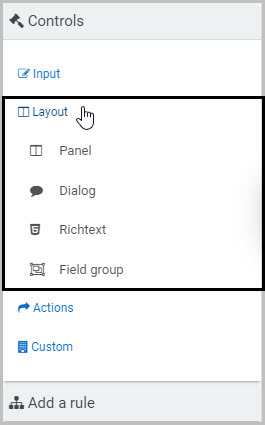 Controls
Input
Layout
Panel
Dialog
Richtext
Field group
Actions
Custom
Add a rule